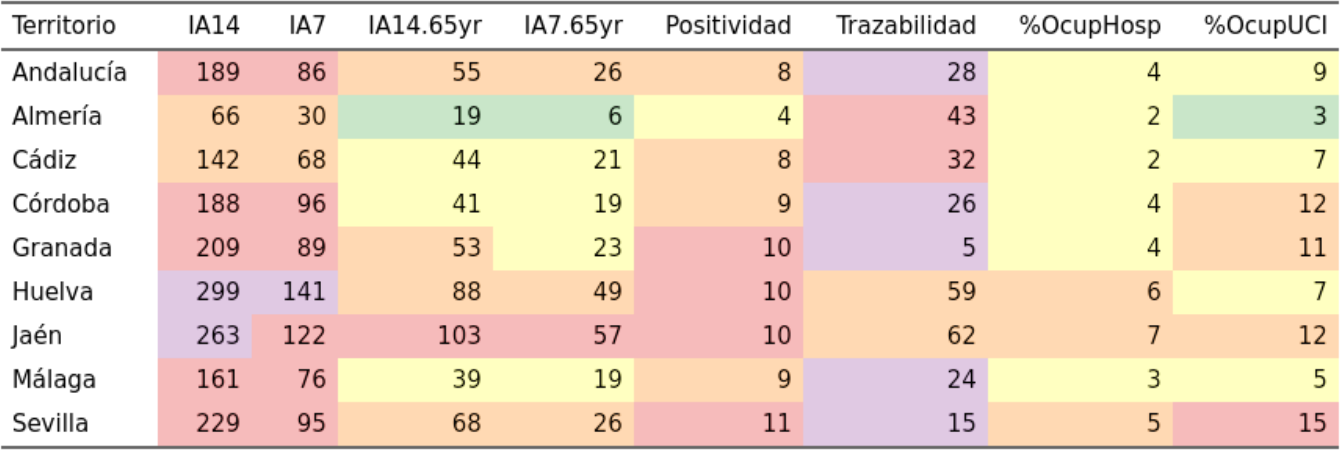 Territorio IA14 IA7 IA14.65yr IA7.65yr Positividad Trazabilidad %OcupHosp %OcupUCI
Andalucía 189 86 55 26 8 28 4 9
Almería 66 30 19 6 4 43 2 3
Cádiz 142 68 44 21 8 32 2 7
Córdoba 188 96 41 19 9 26 4 12
Granada 209 89 53 23 10 5 4 11
Huelva 299 141 88 49 10 59 6 7
Jaén 263 122 103 57 10 62 7 12
Málaga 161 76 39 19 9 24 3 5
Sevilla 229 95 68 26 11 15 5 15